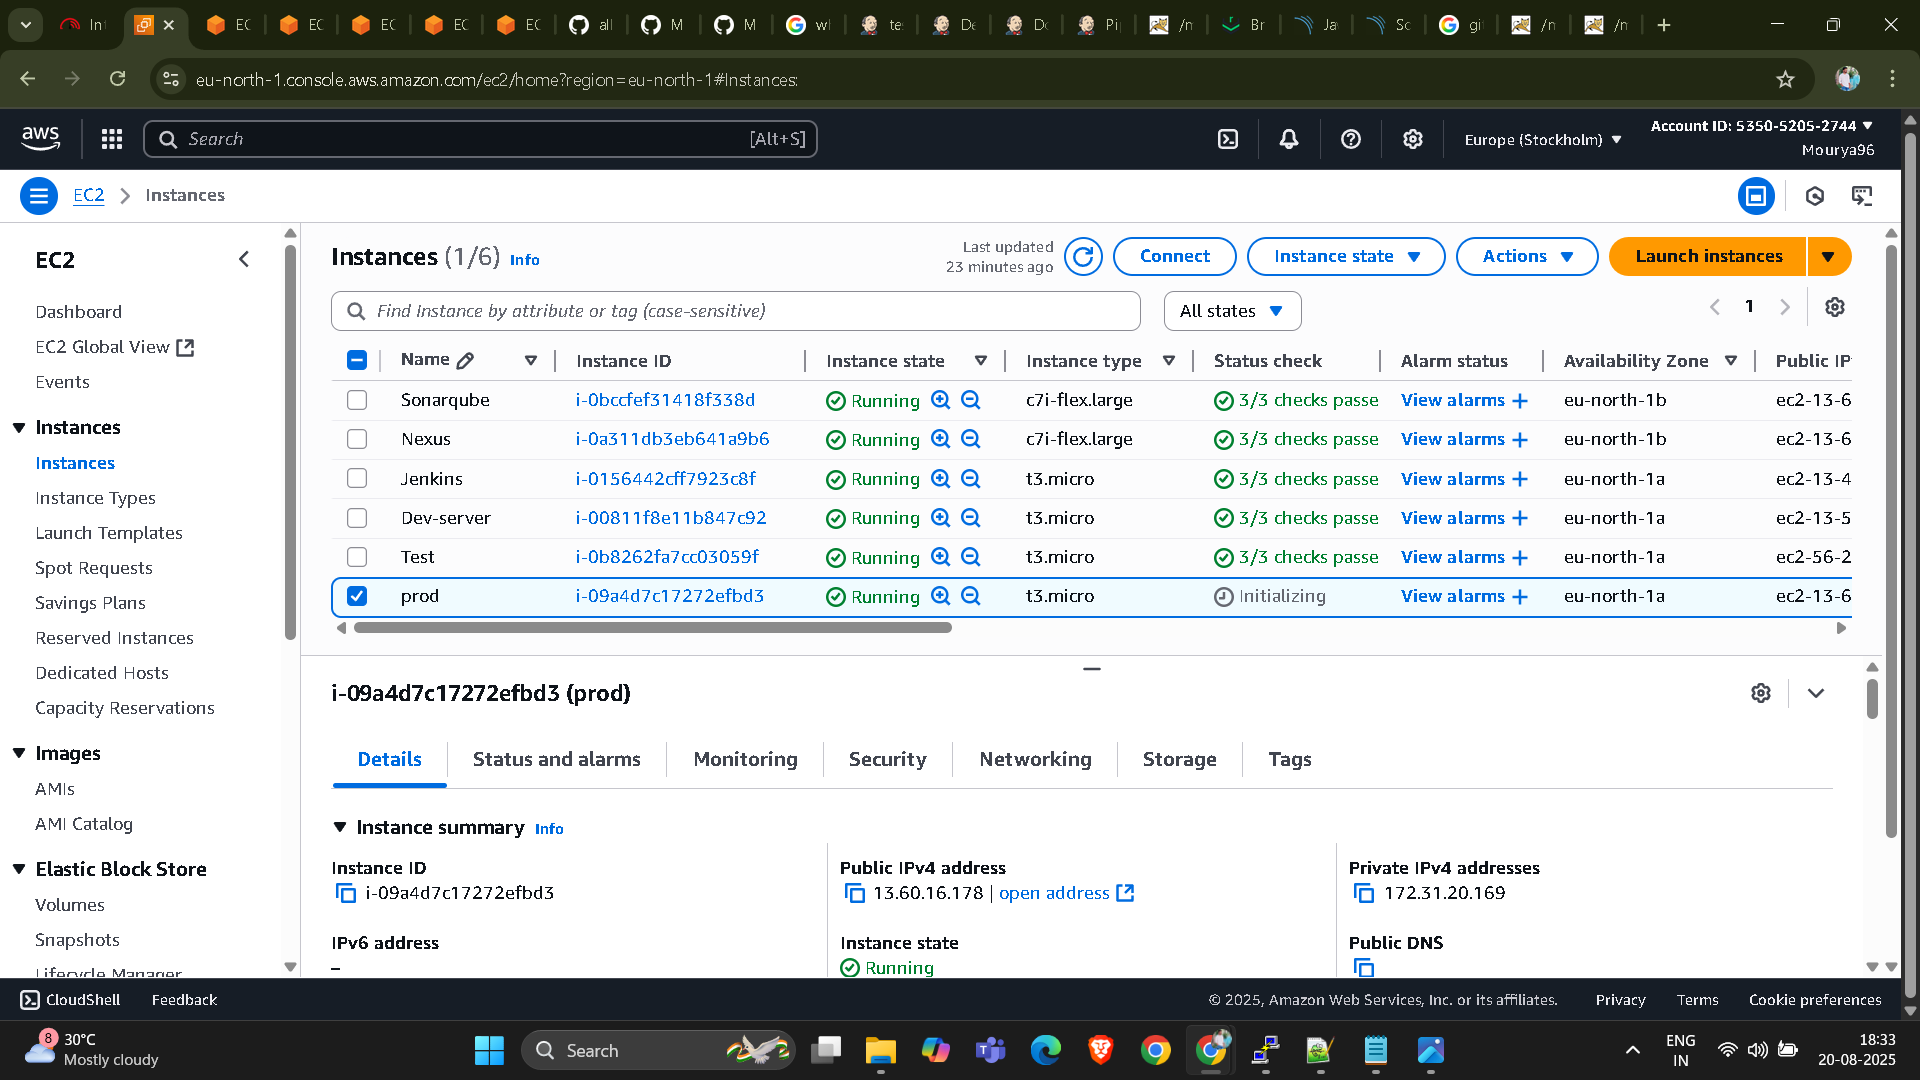 Int
EC
EC
EC
EC
EC
all
M
M
wh
te
De
Do
Pi
/m
Br
Ja
Sc
gi
/m
/m
eu-north-1.console.aws.amazon.com/ec2/home?region=eu-north-1#Instances:
aws
Search [Alt+S]
Europe (Stockholm)
Account ID: 5350-5205-2744
Mourya96
EC2 Instances
EC2
Dashboard
EC2 Global View
Events
Instances
Instances
Instance Types
Launch Templates
Spot Requests
Savings Plans
Reserved Instances
Dedicated Hosts
Capacity Reservations
Images
AMIs
AMI Catalog
Elastic Block Store
Volumes
Snapshots
Lifecycle Manager
Instances (1/6) Info
Last updated
23 minutes ago
Connect Instance state Actions Launch instances
Find Instance by attribute or tag (case-sensitive) All states 1
Name Instance ID Instance state Instance type Status check Alarm status Availability Zone Public IP
Sonarqube i-0bccfef31418f338d Running c7i-flex.large 3/3 checks passe View alarms + eu-north-1b ec2-13-6
Nexus i-0a311db3eb641a9b6 Running c7i-flex.large 3/3 checks passe View alarms + eu-north-1b ec2-13-6
Jenkins i-0156442cff7923c8f Running t3.micro 3/3 checks passe View alarms + eu-north-1a ec2-13-4
Dev-server i-00811f8e11b847c92 Running t3.micro 3/3 checks passe View alarms + eu-north-1a ec2-13-5
Test i-0b8262fa7cc03059f Running t3.micro 3/3 checks passe View alarms + eu-north-1a ec2-56-2
prod i-09a4d7c17272efbd3 Running t3.micro Initializing View alarms + eu-north-1a ec2-13-6
i-09a4d7c17272efbd3 (prod)
Details Status and alarms Monitoring Security Networking Storage Tags
Instance summary Info
Instance ID Public IPv4 address Private IPv4 addresses
i-09a4d7c17272efbd3 13.60.16.178 | open address 172.31.20.169
IPv6 address Instance state Public DNS
– Running
CloudShell Feedback © 2025, Amazon Web Services, Inc. or its affiliates. Privacy Terms Cookie preferences
8
30°C
Mostly cloudy
Search
ENG
IN
18:33
20-08-2025